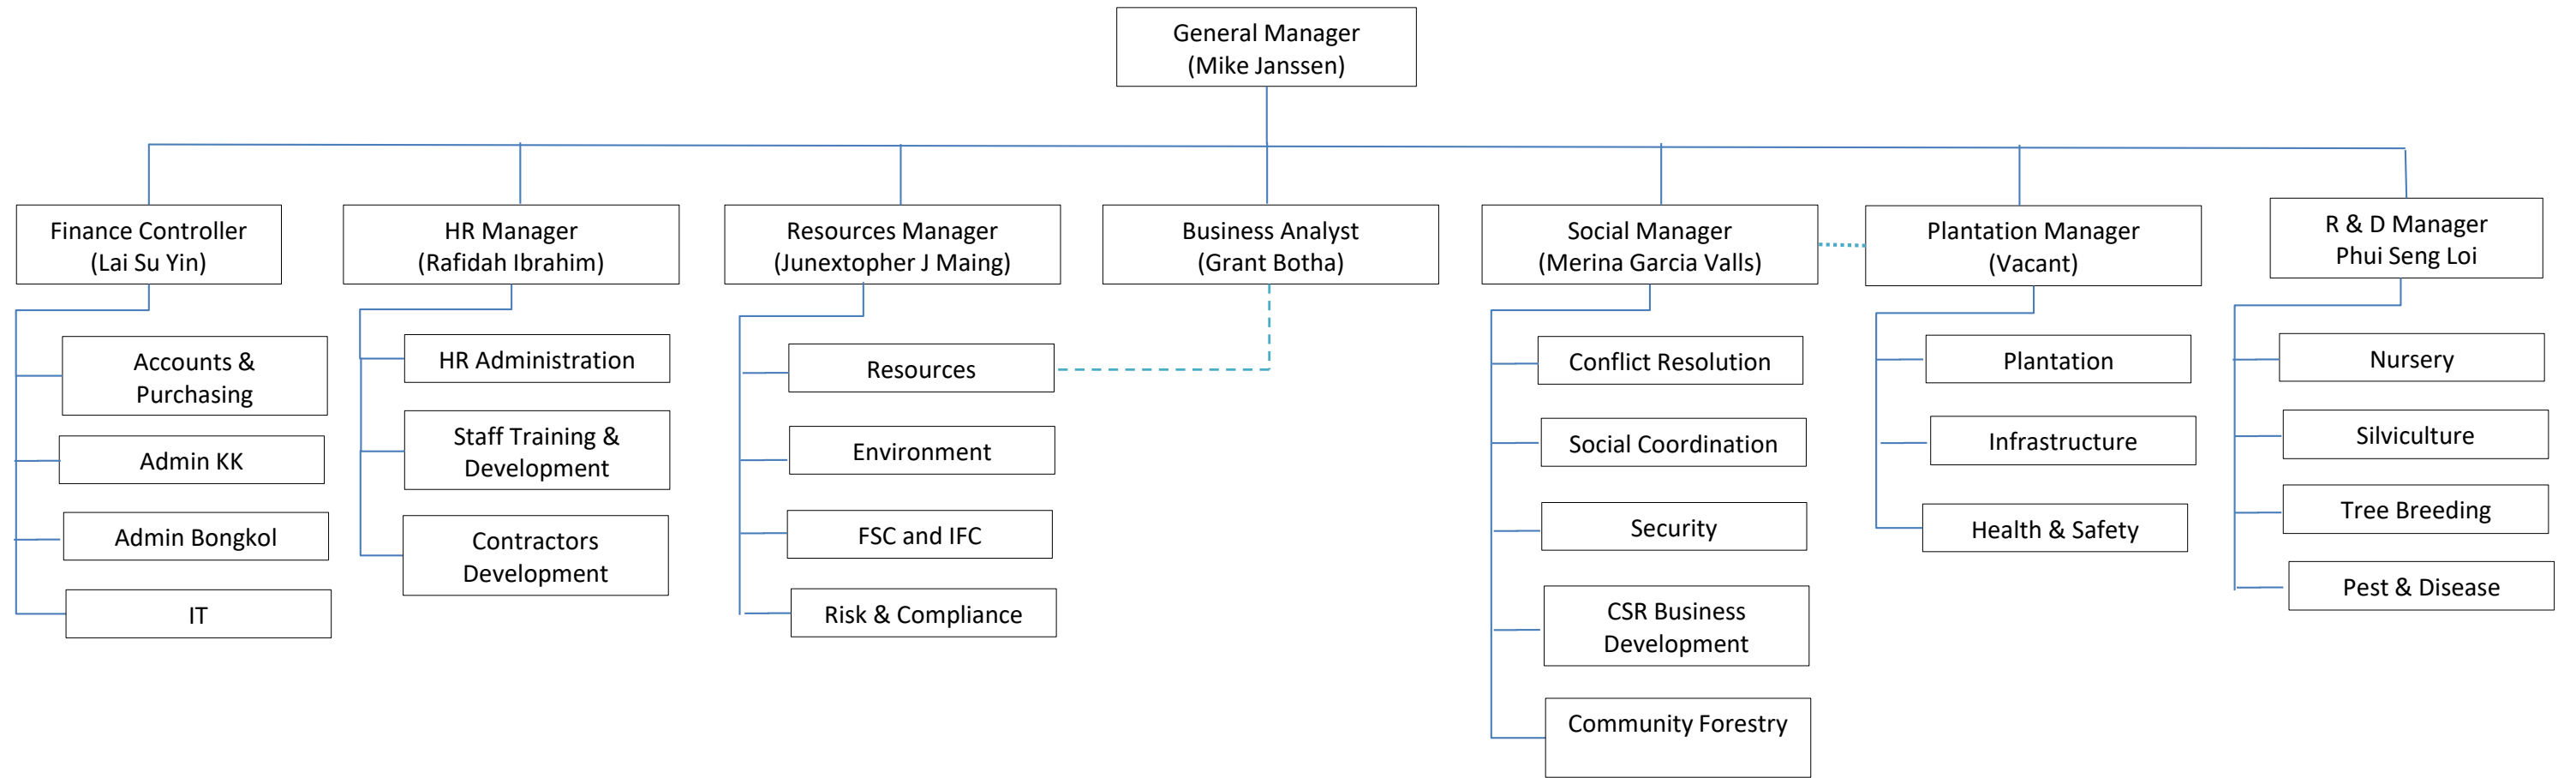 General Manager
(Mike Janssen)
Finance Controller
(Lai Su Yin)
HR Manager
(Rafidah Ibrahim)
Resources Manager
(Junextopher J Maing)
Business Analyst
(Grant Botha)
Social Manager
(Merina Garcia Valls)
Plantation Manager
(Vacant)
R & D Manager
Phui Seng Loi
Accounts &
Purchasing
Admin KK
Admin Bongkol
IT
HR Administration
Staff Training &
Development
Contractors
Development
Resources
Environment
FSC and IFC
Risk & Compliance
Conflict Resolution
Social Coordination
Security
CSR Business
Development
Community Forestry
Plantation
Infrastructure
Health & Safety
Nursery
Silviculture
Tree Breeding
Pest & Disease